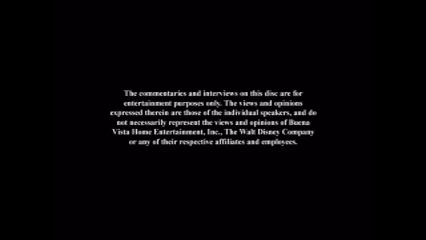 The commentaries and interviews on this disc are for
entertainment purposes only. The views and opinions
expressed therein are those of the individual speakers, and do
not necessarily represent the views and opinions of Buena
Vista Home Entertainment, Inc., The Walt Disney Company
or any of their respective affiliates and employees.